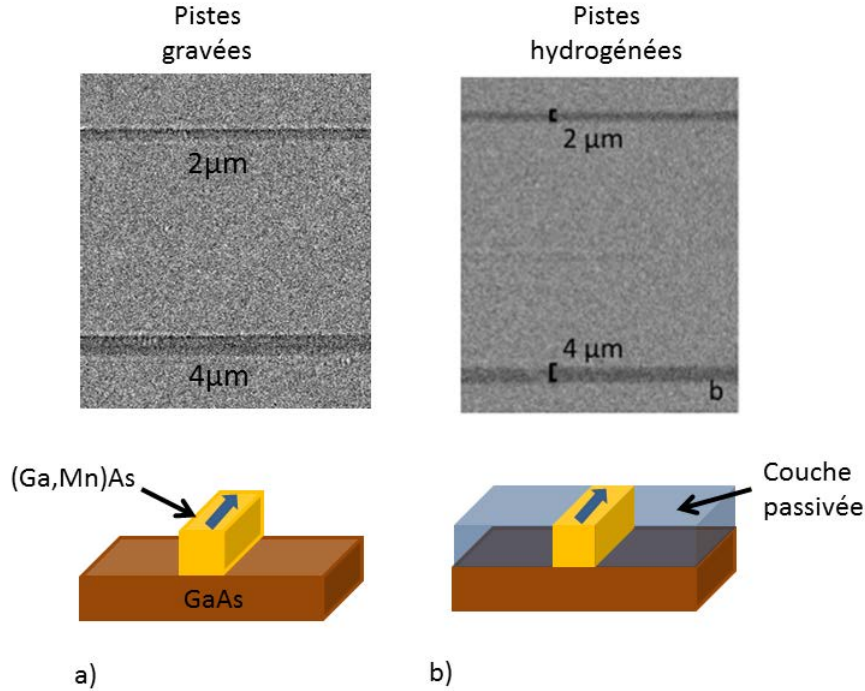 Pistes
gravées
Pistes
hydrogénées
2μm
4μm
2 μm
4 μm
b
(Ga,Mn)As
GaAs
Couche
passivée
a)
b)